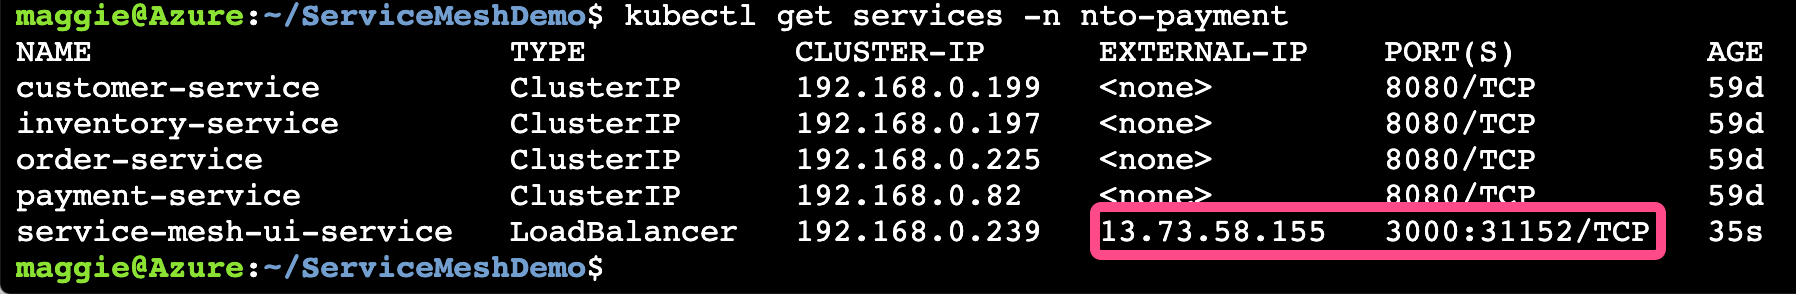 maggie@Azure:~/ServiceMeshDemo$ kubectl get services -n nto-payment
NAME TYPE CLUSTER-IP EXTERNAL-IP PORT(S) AGE
customer-service ClusterIP 192.168.0.199 <none> 8080/TCP 59d
inventory-service ClusterIP 192.168.0.197 <none> 8080/TCP 59d
order-service ClusterIP 192.168.0.225 <none> 8080/TCP 59d
payment-service ClusterIP 192.168.0.82 <none> 8080/TCP 59d
service-mesh-ui-service LoadBalancer 192.168.0.239 13.73.58.155 3000:31152/TCP 35s
maggie@Azure:~/ServiceMeshDemo$